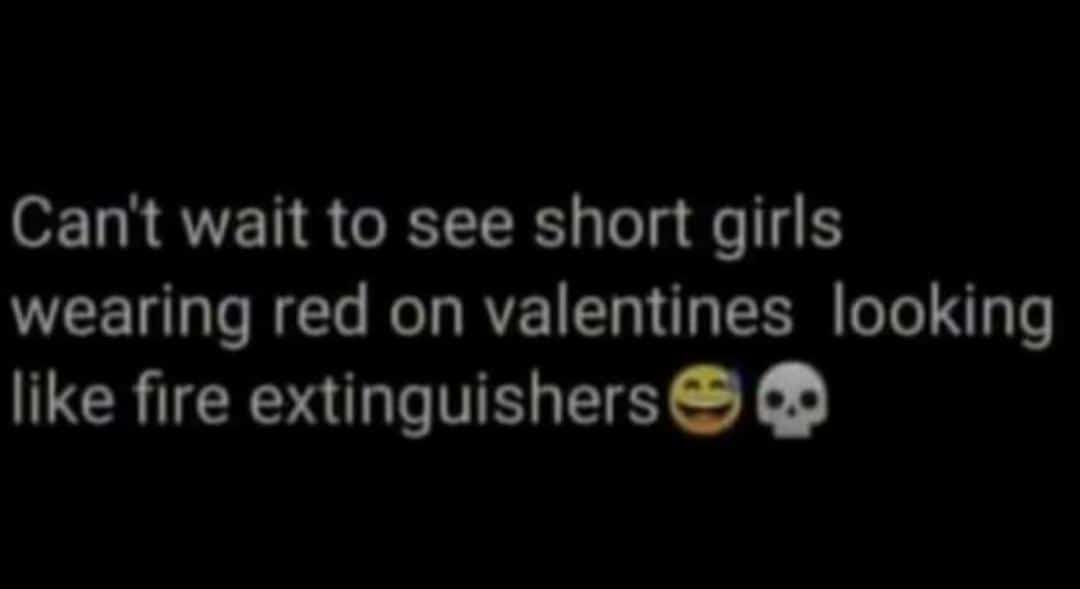 Can't wait to see short girls
wearing red on valentines  looking
like fire extinguishers😅💀